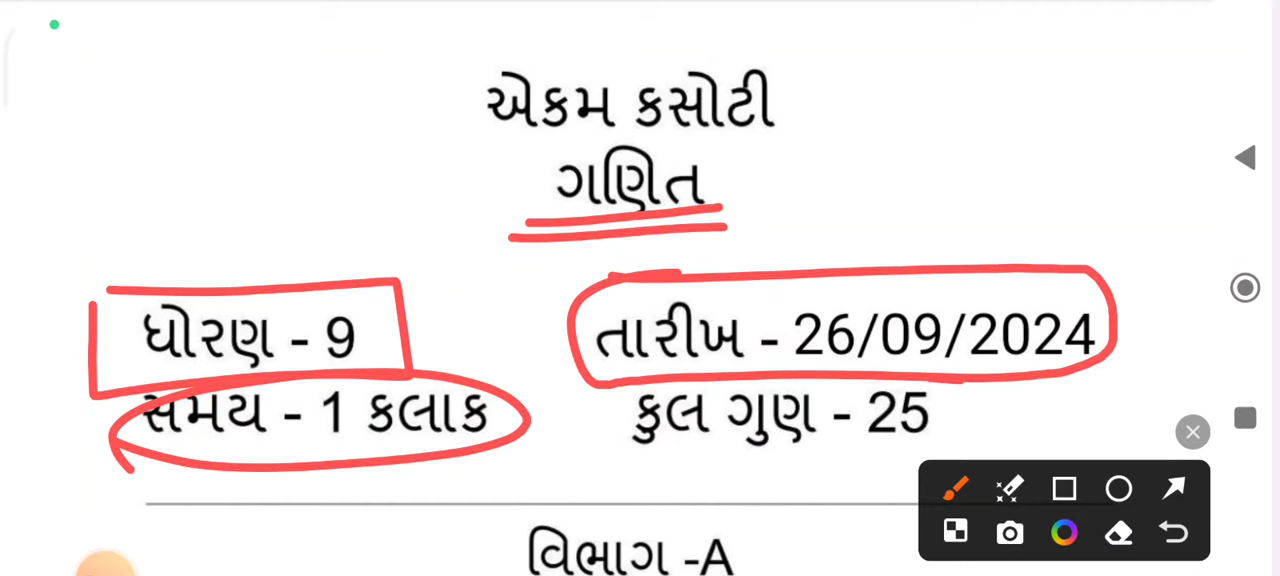 એકમ કસોટી
ગણિત
ધોરણ - 9 તારીખ - 26/09/2024
સમય - 1 કલાક કુલ ગુણ - 25
વિભાગ -A